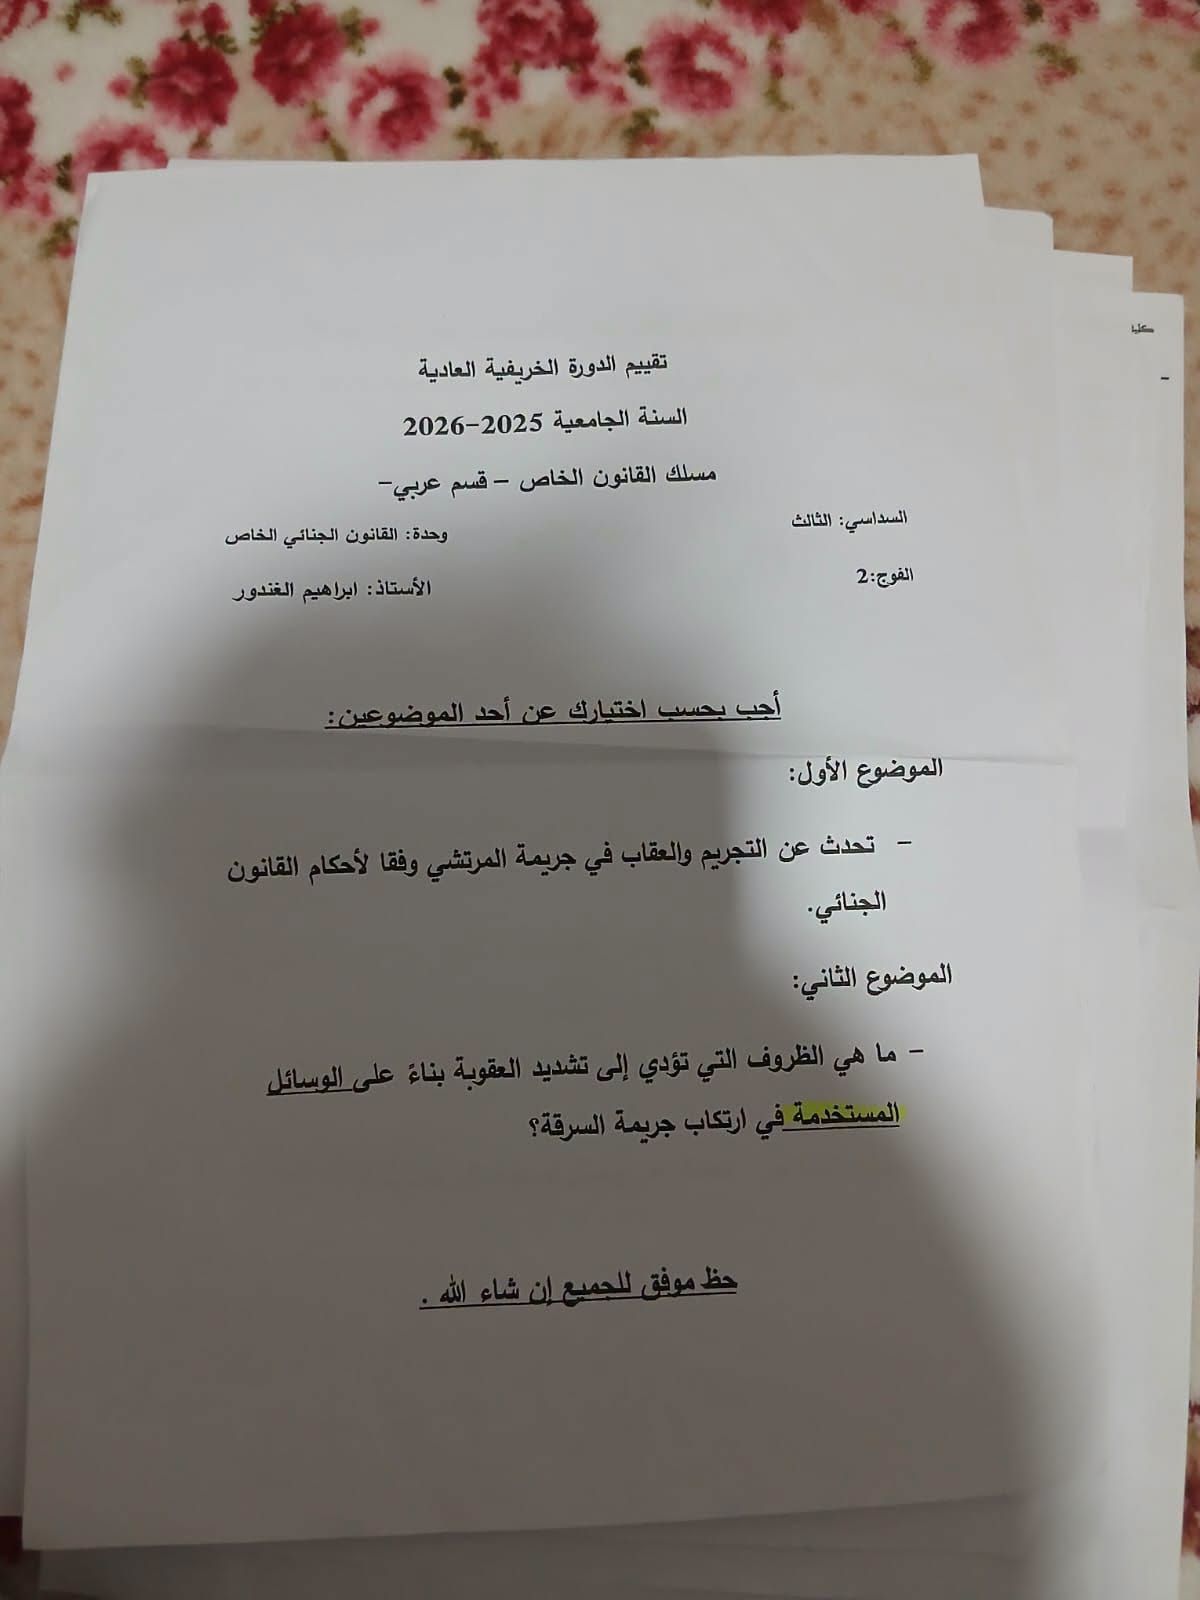 تقييم الدورة الخريفية العادية
السنة الجامعية 2025-2026
مسلك القانون الخاص – قسم عربي-
السداسي: الثالث
وحدة: القانون الجنائي الخاص
الفوج:2
الأستاذ: ابراهيم الغندور
أجب بحسب اختيارك عن أحد الموضوعين:
الموضوع الأول:
- تحدث عن التجريم والعقاب في جريمة المرتشي وفقا لأحكام القانون
الجنائي.
الموضوع الثاني:
- ما هي الظروف التي تؤدي إلى تشديد العقوبة بناءً على الوسائل
المستخدمة في ارتكاب جريمة السرقة؟
حظ موفق للجميع إن شاء الله .
كلية
-